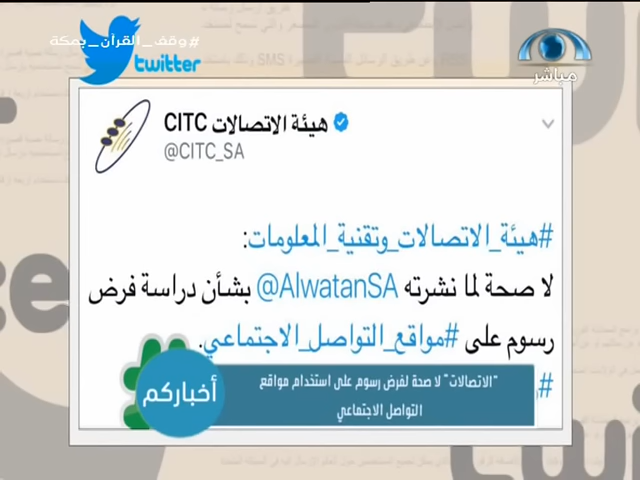 #وقف_القرآن_بمكة
twitter
مباشر
هيئة الاتصالات CITC
@CITC_SA
#هيئة_الاتصالات_وتقنية_المعلومات:
لا صحة لما نشرته @AlwatanSA بشأن دراسة فرض
رسوم على #مواقع_التواصل_الاجتماعي.
أخباركم
"الاتصالات" لا صحة لفرض رسوم على استخدام مواقع
التواصل الاجتماعي